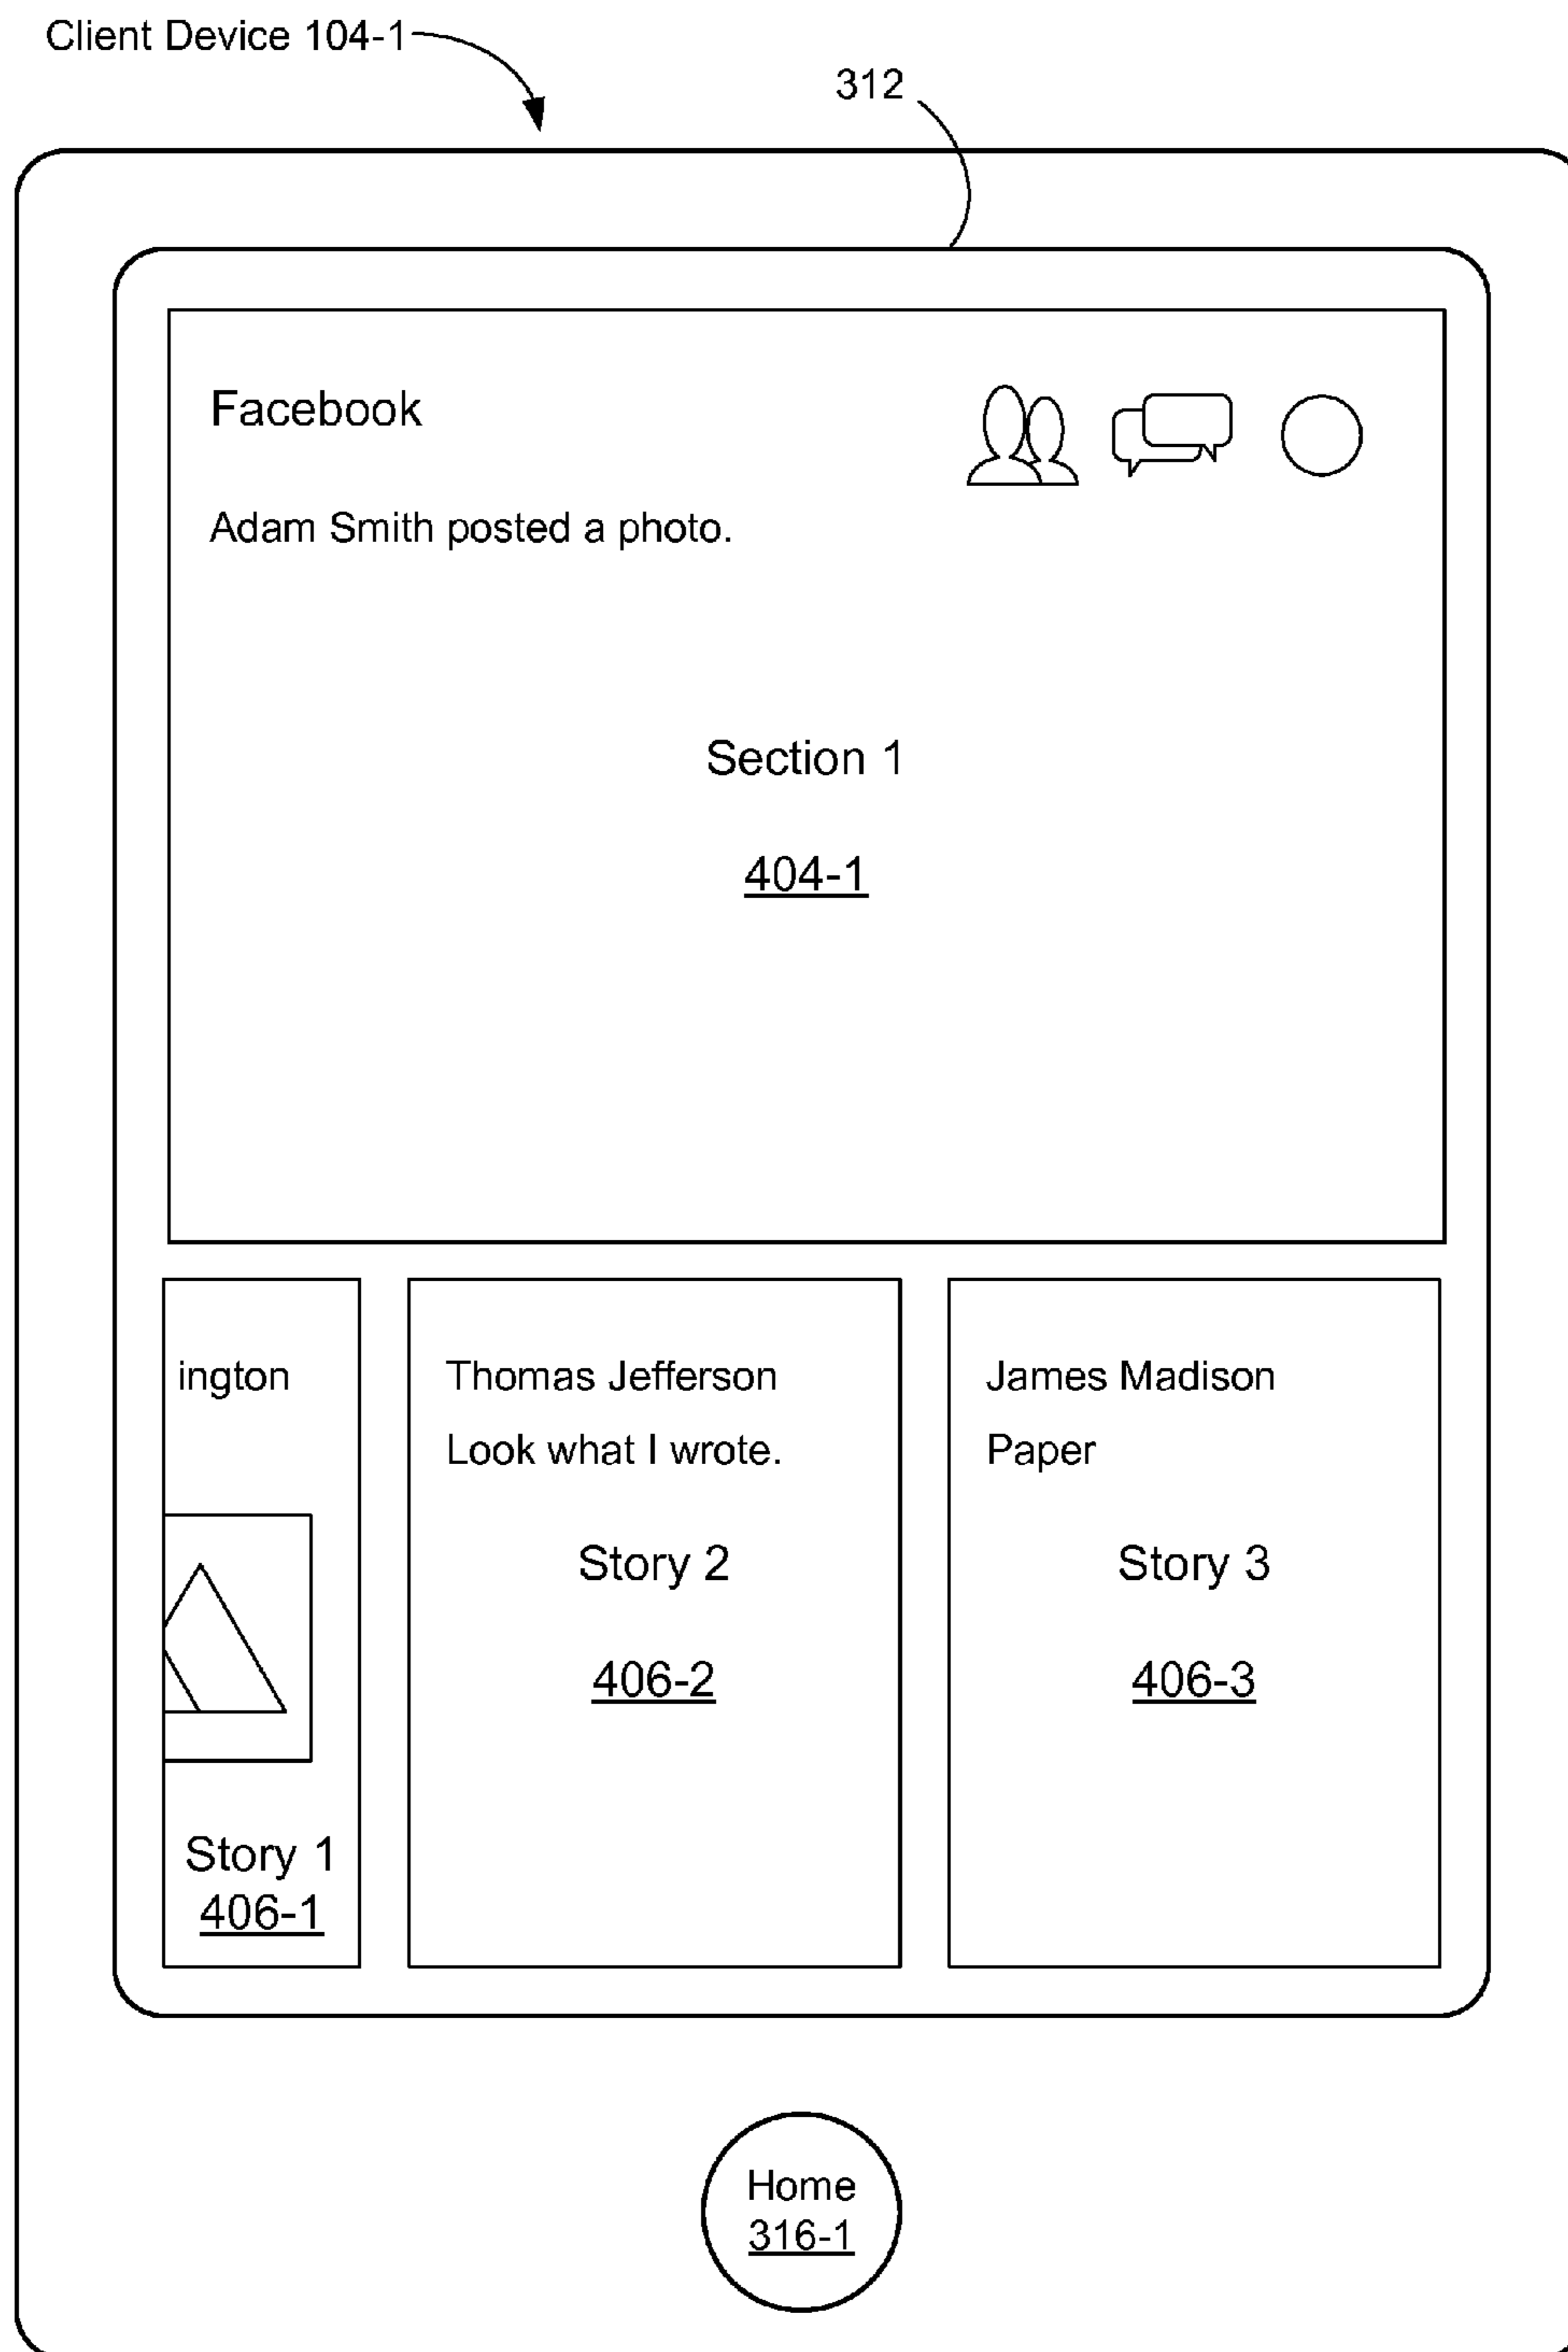 Client Device 104-1
312
Facebook
Adam Smith posted a photo.
Section 1
404-1
ington
Story 1
406-1
Thomas Jefferson
Look what I wrote.
Story 2
406-2
James Madison
Paper
Story 3
406-3
Home
316-1